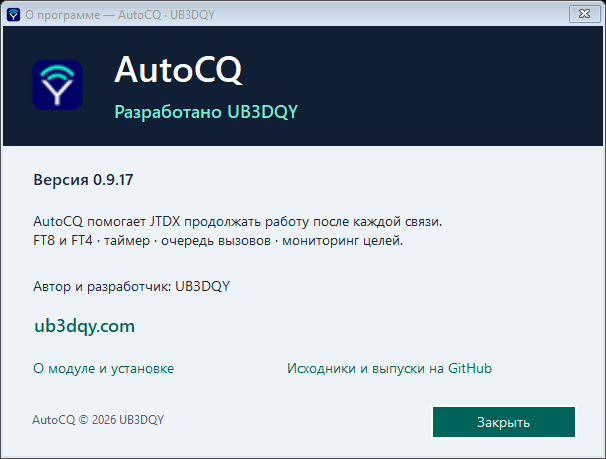 О программе — AutoCQ · UB3DQY
AutoCQ
Разработано UB3DQY
Версия 0.9.17
AutoCQ помогает JTDX продолжать работу после каждой связи.
FT8 и FT4 · таймер · очередь вызовов · мониторинг целей.
Автор и разработчик: UB3DQY
ub3dqy.com
О модуле и установке
Исходники и выпуски на GitHub
AutoCQ © 2026 UB3DQY
Закрыть